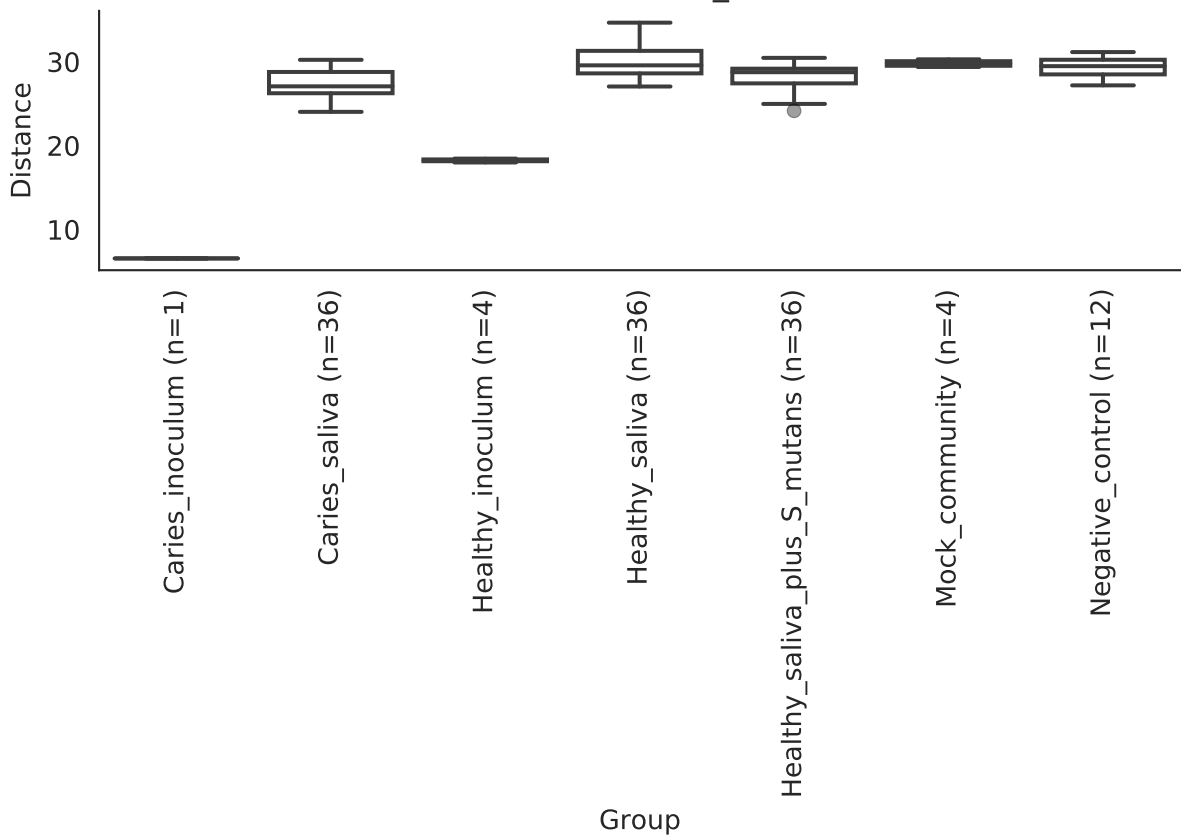 30
20
10
Distance
Caries_inoculum (n=1)
Caries_saliva (n=36)
Healthy_inoculum (n=4)
Healthy_saliva (n=36)
Healthy_saliva_plus_S_mutans (n=36)
Mock_community (n=4)
Negative_control (n=12)
Group